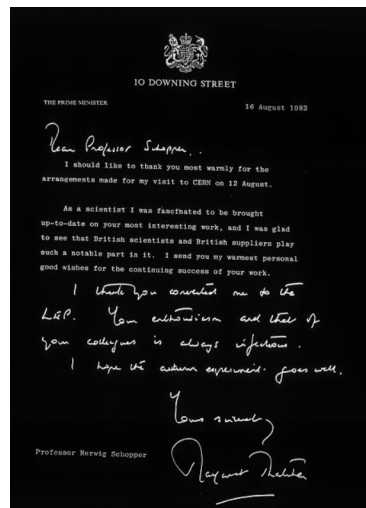 10 DOWNING STREET
THE PRIME MINISTER
16 August 1982
Dear Professor Schopper,
I should like to thank you most warmly for the
arrangements made for my visit to CERN on 12 August.
As a scientist I was fascinated to be brought
up-to-date on your most interesting work, and I was glad
to see that British scientists and British suppliers play
such a notable part in it. I send you my warmest personal
good wishes for the continuing success of your work.
I think you converted me to the
LEP. Your enthusiasm and that of
your colleagues is always infectious.
I hope the autumn experiment goes well.
Yours sincerely
Margaret Thatcher
Professor Herwig Schopper